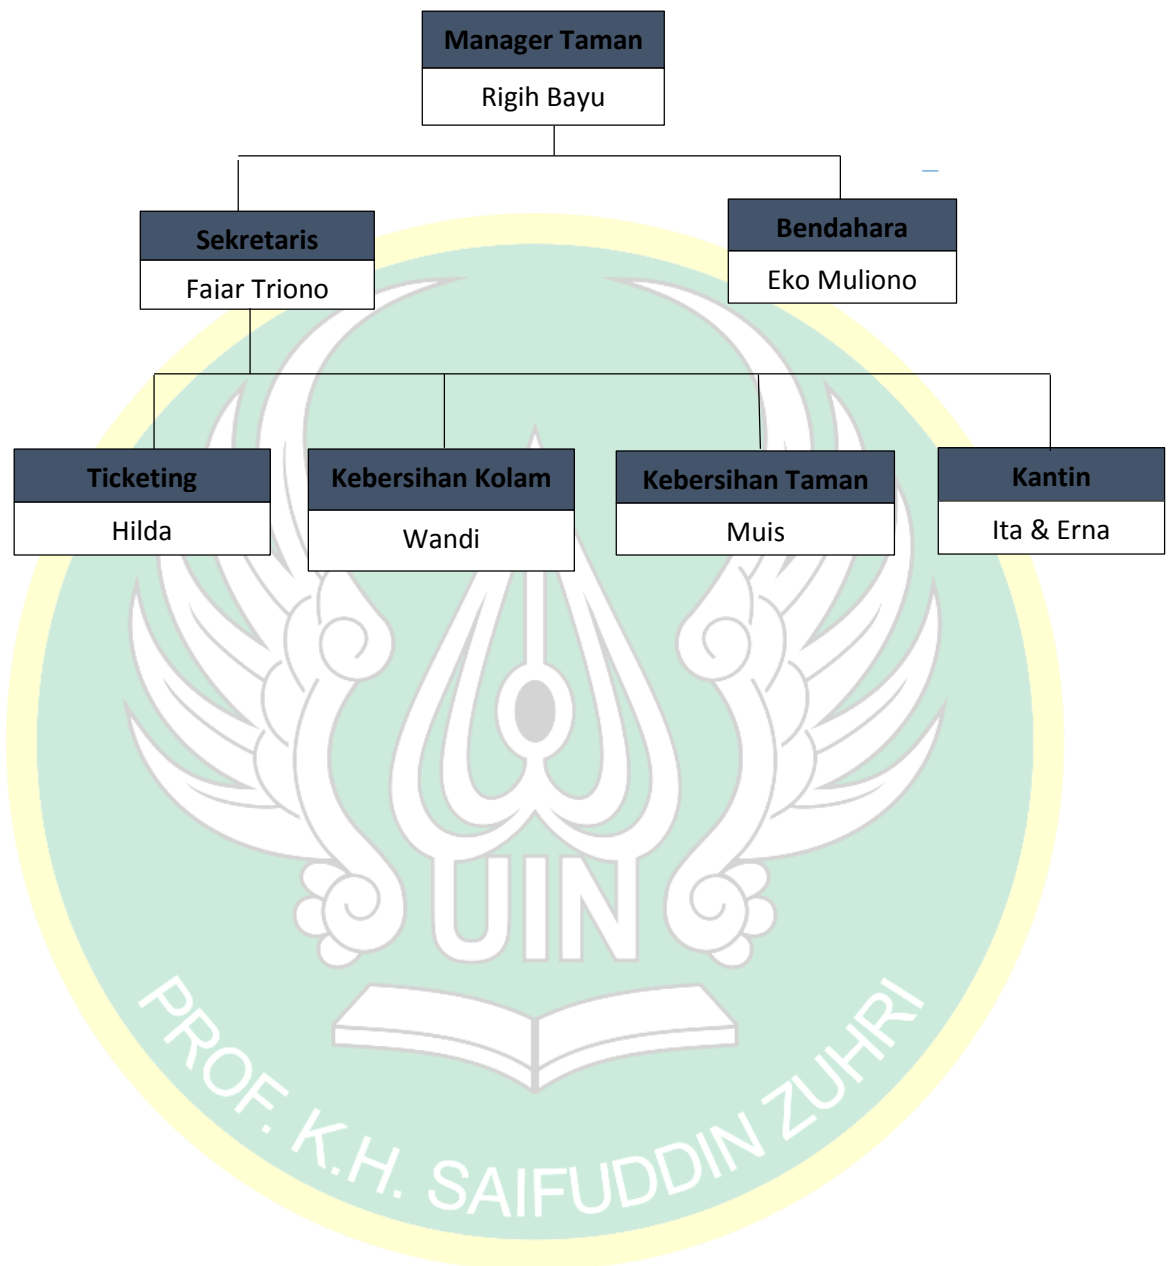 Manager Taman
Rigih Bayu
Sekretaris
Faiar Triono
Bendahara
Eko Muliono
Ticketing
Hilda
Kebersihan Kolam
Wandi
Kebersihan Taman
Muis
Kantin
Ita & Erna
UIN
PROF. K.H. SAIFUDDIN ZUHRI